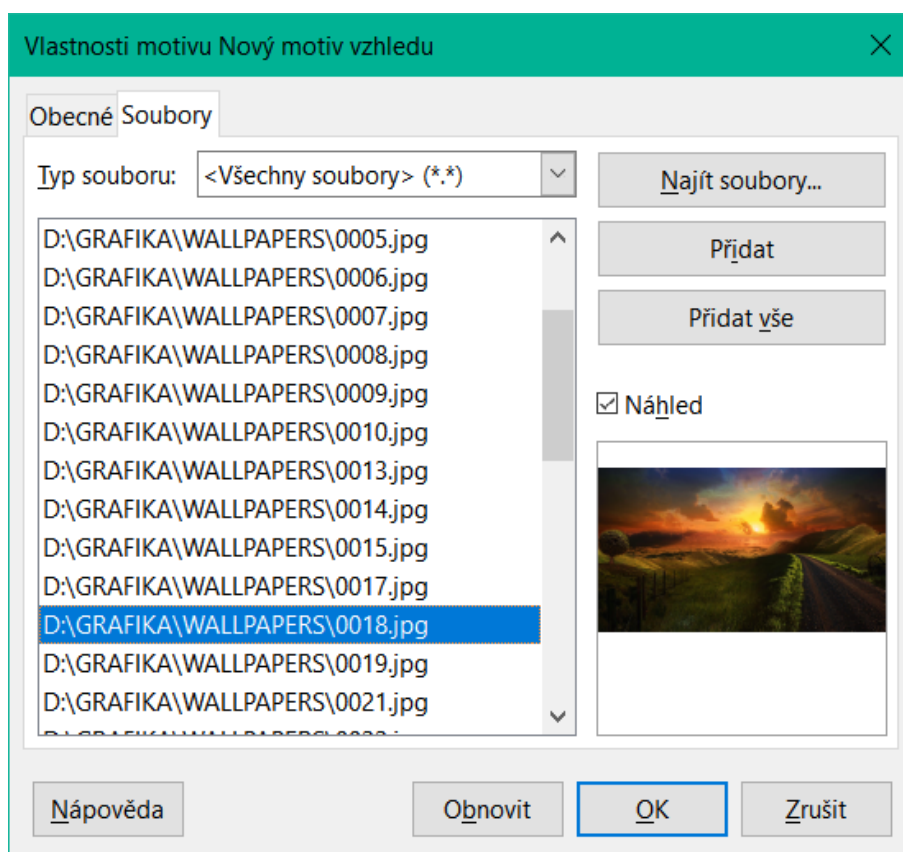 Vlastnosti motivu Nový motiv vzhledu
Obecné Soubory
Typ souboru: <Všechny soubory> (*.*)
Najít soubory...
Přidat
Přidat vše
D:\GRAFIKA\WALLPAPERS\0005.jpg
D:\GRAFIKA\WALLPAPERS\0006.jpg
D:\GRAFIKA\WALLPAPERS\0007.jpg
D:\GRAFIKA\WALLPAPERS\0008.jpg
D:\GRAFIKA\WALLPAPERS\0009.jpg
D:\GRAFIKA\WALLPAPERS\0010.jpg
D:\GRAFIKA\WALLPAPERS\0013.jpg
D:\GRAFIKA\WALLPAPERS\0014.jpg
D:\GRAFIKA\WALLPAPERS\0015.jpg
D:\GRAFIKA\WALLPAPERS\0017.jpg
D:\GRAFIKA\WALLPAPERS\0018.jpg
D:\GRAFIKA\WALLPAPERS\0019.jpg
D:\GRAFIKA\WALLPAPERS\0021.jpg
Náhled
Nápověda
Obnovit
OK
Zrušit